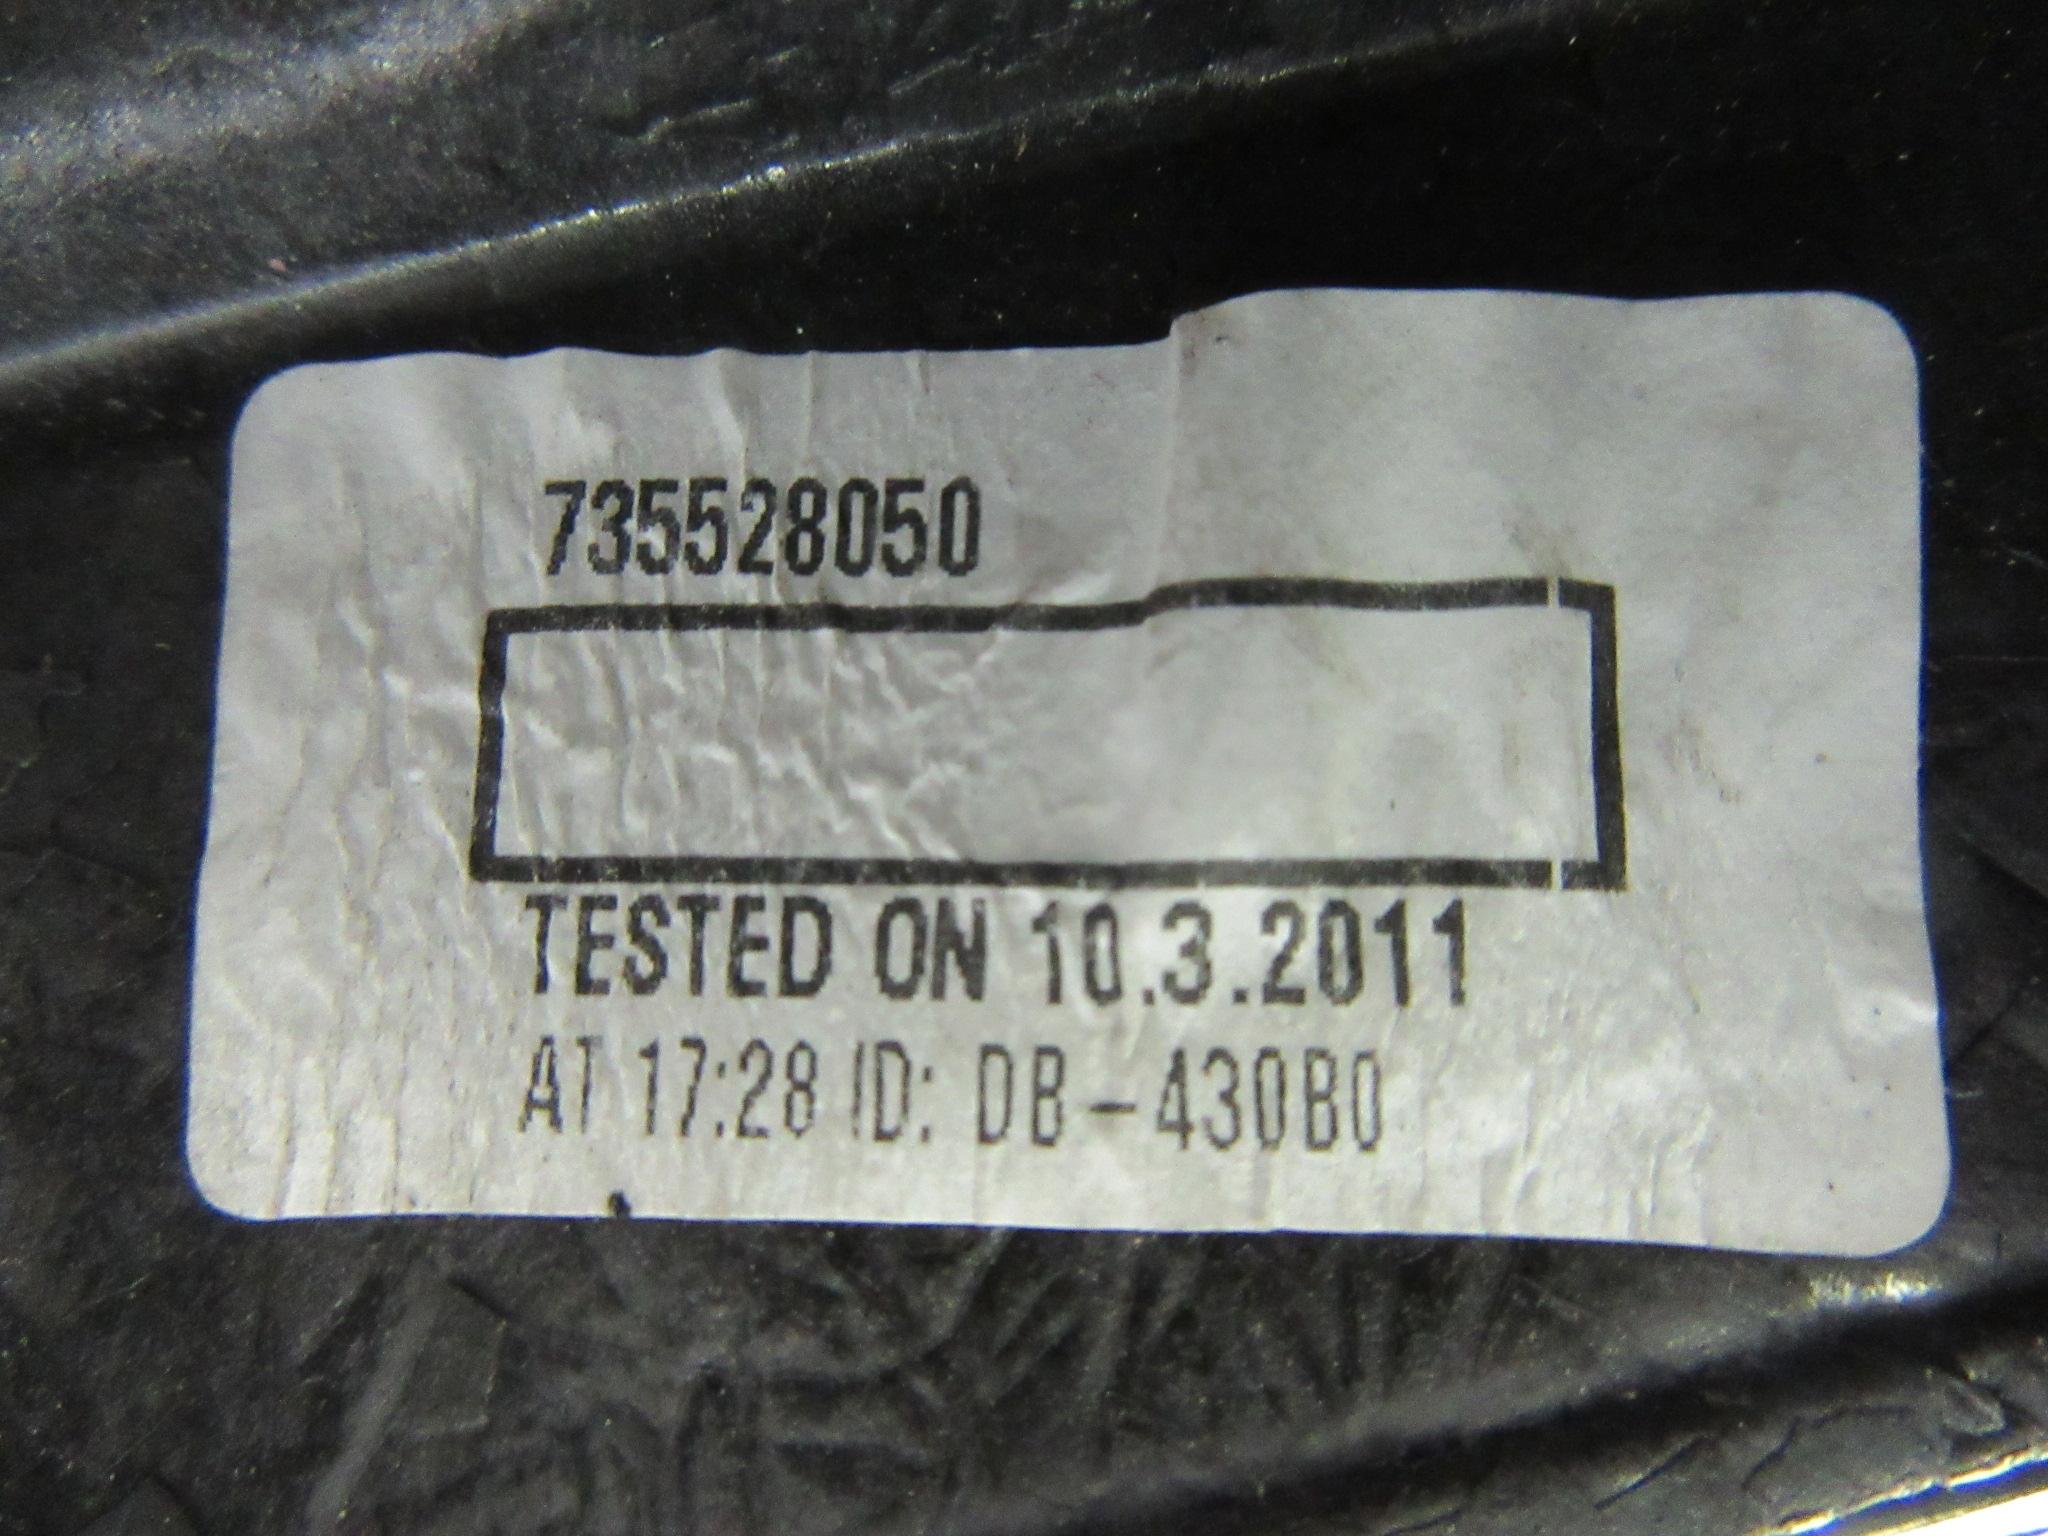 735528050
TESTED ON 10.3.2011
AT 17:28 ID: DB-430B0